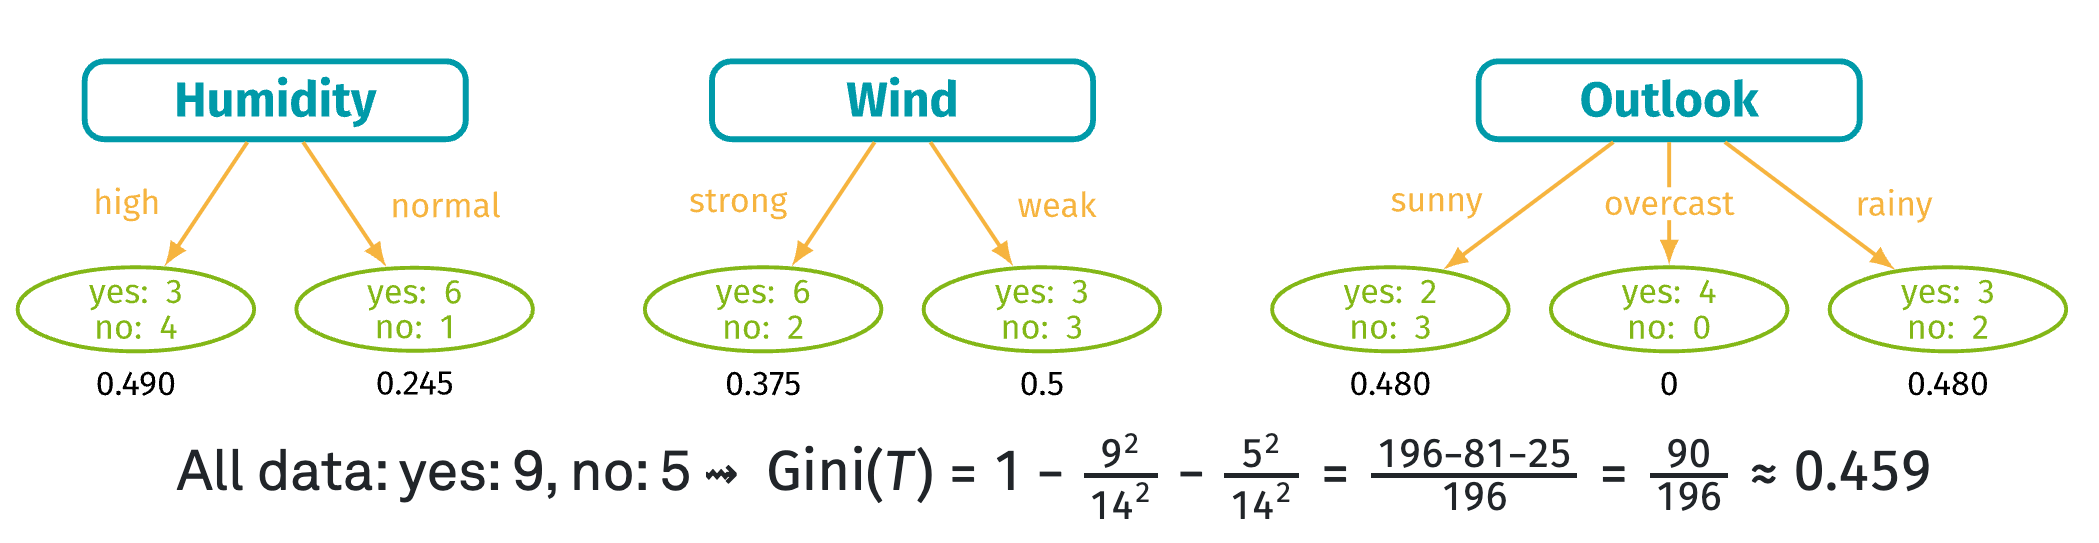 Humidity
Wind
Outlook
high
normal
strong
weak
sunny
overcast
rainy
yes: 3
no: 4
yes: 6
no: 1
yes: 6
no: 2
yes: 3
no: 3
yes: 2
no: 3
yes: 4
no: 0
yes: 3
no: 2
0.490
0.245
0.375
0.5
0.480
0
0.480
All data: yes: 9, no: 5 ⇝ Gini(T) = 1 − 9²/14² − 5²/14² = 196−81−25/196 = 90/196 ≈ 0.459